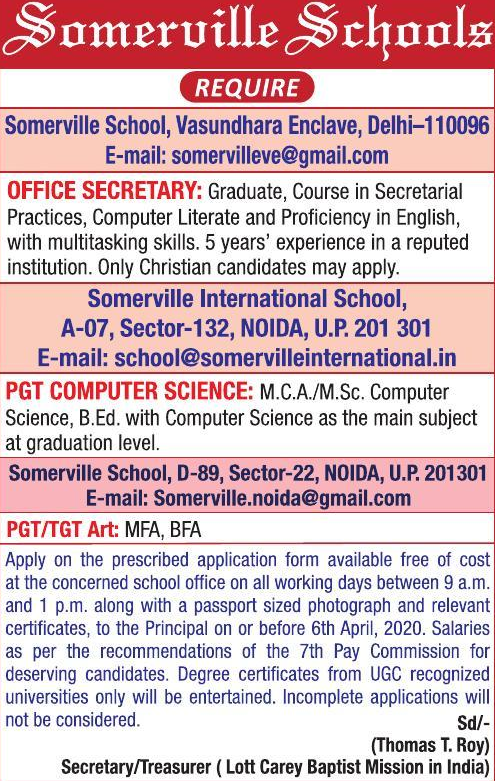 Somerville Schools
REQUIRE
Somerville School, Vasundhara Enclave, Delhi–110096
E-mail: somervilleve@gmail.com
OFFICE SECRETARY: Graduate, Course in Secretarial
Practices, Computer Literate and Proficiency in English,
with multitasking skills. 5 years' experience in a reputed
institution. Only Christian candidates may apply.
Somerville International School,
A-07, Sector-132, NOIDA, U.P. 201 301
E-mail: school@somervilleinternational.in
PGT COMPUTER SCIENCE: M.C.A./M.Sc. Computer
Science, B.Ed. with Computer Science as the main subject
at graduation level.
Somerville School, D-89, Sector-22, NOIDA, U.P. 201301
E-mail: Somerville.noida@gmail.com
PGT/TGT Art: MFA, BFA
Apply on the prescribed application form available free of cost
at the concerned school office on all working days between 9 a.m.
and 1 p.m. along with a passport sized photograph and relevant
certificates, to the Principal on or before 6th April, 2020. Salaries
as per the recommendations of the 7th Pay Commission for
deserving candidates. Degree certificates from UGC recognized
universities only will be entertained. Incomplete applications will
not be considered.
Sd/-
(Thomas T. Roy)
Secretary/Treasurer ( Lott Carey Baptist Mission in India)